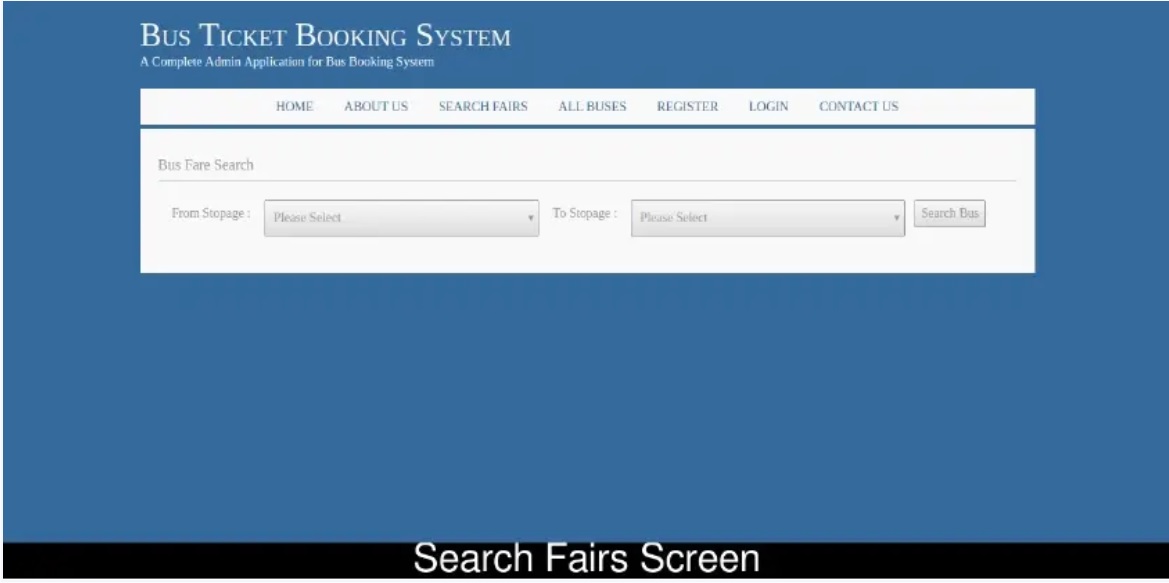 BUS TICKET BOOKING SYSTEM
A Complete Admin Application for Bus Booking System
HOME ABOUT US SEARCH FAIRS ALL BUSES REGISTER LOGIN CONTACT US
Bus Fare Search
From Stopage : Please Select To Stopage : Please Select Search Bus
Search Fairs Screen